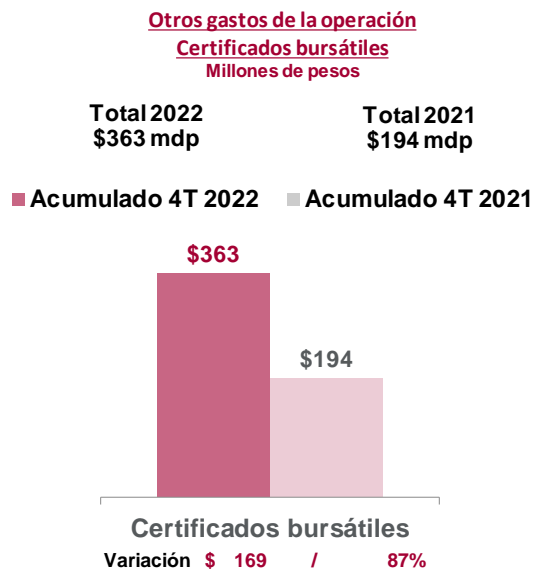 Otros gastos de la operación
Certificados bursátiles
Millones de pesos
Total 2022 Total 2021
$363 mdp $194 mdp
Acumulado 4T 2022 Acumulado 4T 2021
$363
$194
Certificados bursátiles
Variación $ 169 / 87%